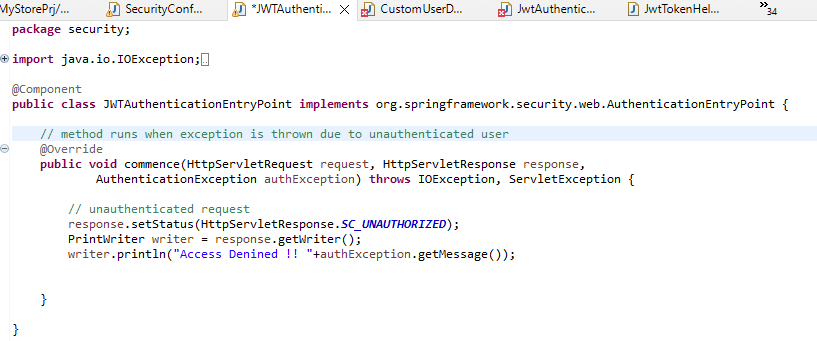 MyStorePrj/...
SecurityConf...
*JWTAuthenti...
CustomUserD...
JwtAuthentic...
JwtTokenHel...
»34
package security;
import java.io.IOException;
@Component
public class JWTAuthenticationEntryPoint implements org.springframework.security.web.AuthenticationEntryPoint {
// method runs when exception is thrown due to unauthenticated user
@Override
public void commence(HttpServletRequest request, HttpServletResponse response,
AuthenticationException authException) throws IOException, ServletException {
// unauthenticated request
response.setStatus(HttpServletResponse.SC_UNAUTHORIZED);
PrintWriter writer = response.getWriter();
writer.println("Access Denined !! "+authException.getMessage());
}
}